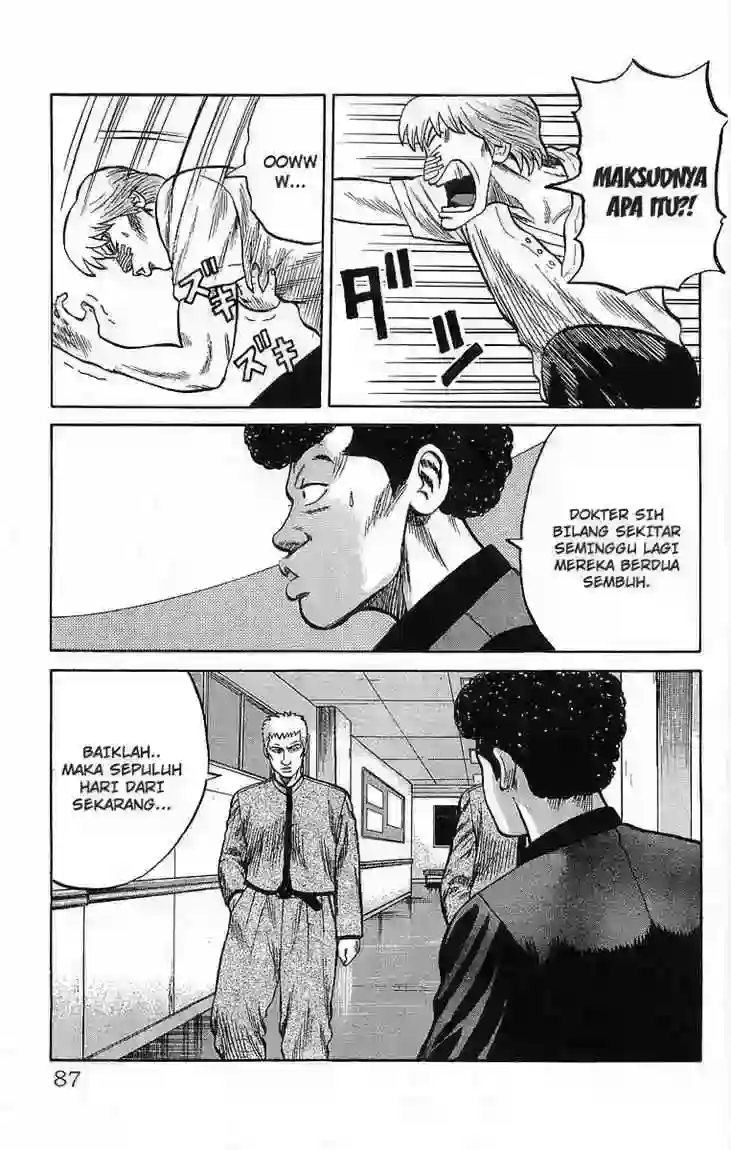 MAKSUDNYA
APA ITU?!
ダッ
OOWW
W...
ズキ
ズキ
DOKTER SIH
BILANG SEKITAR
SEMINGGU LAGI
MEREKA BERDUA
SEMBUH.
BAIKLAH..
MAKA SEPULUH
HARI DARI
SEKARANG...
87